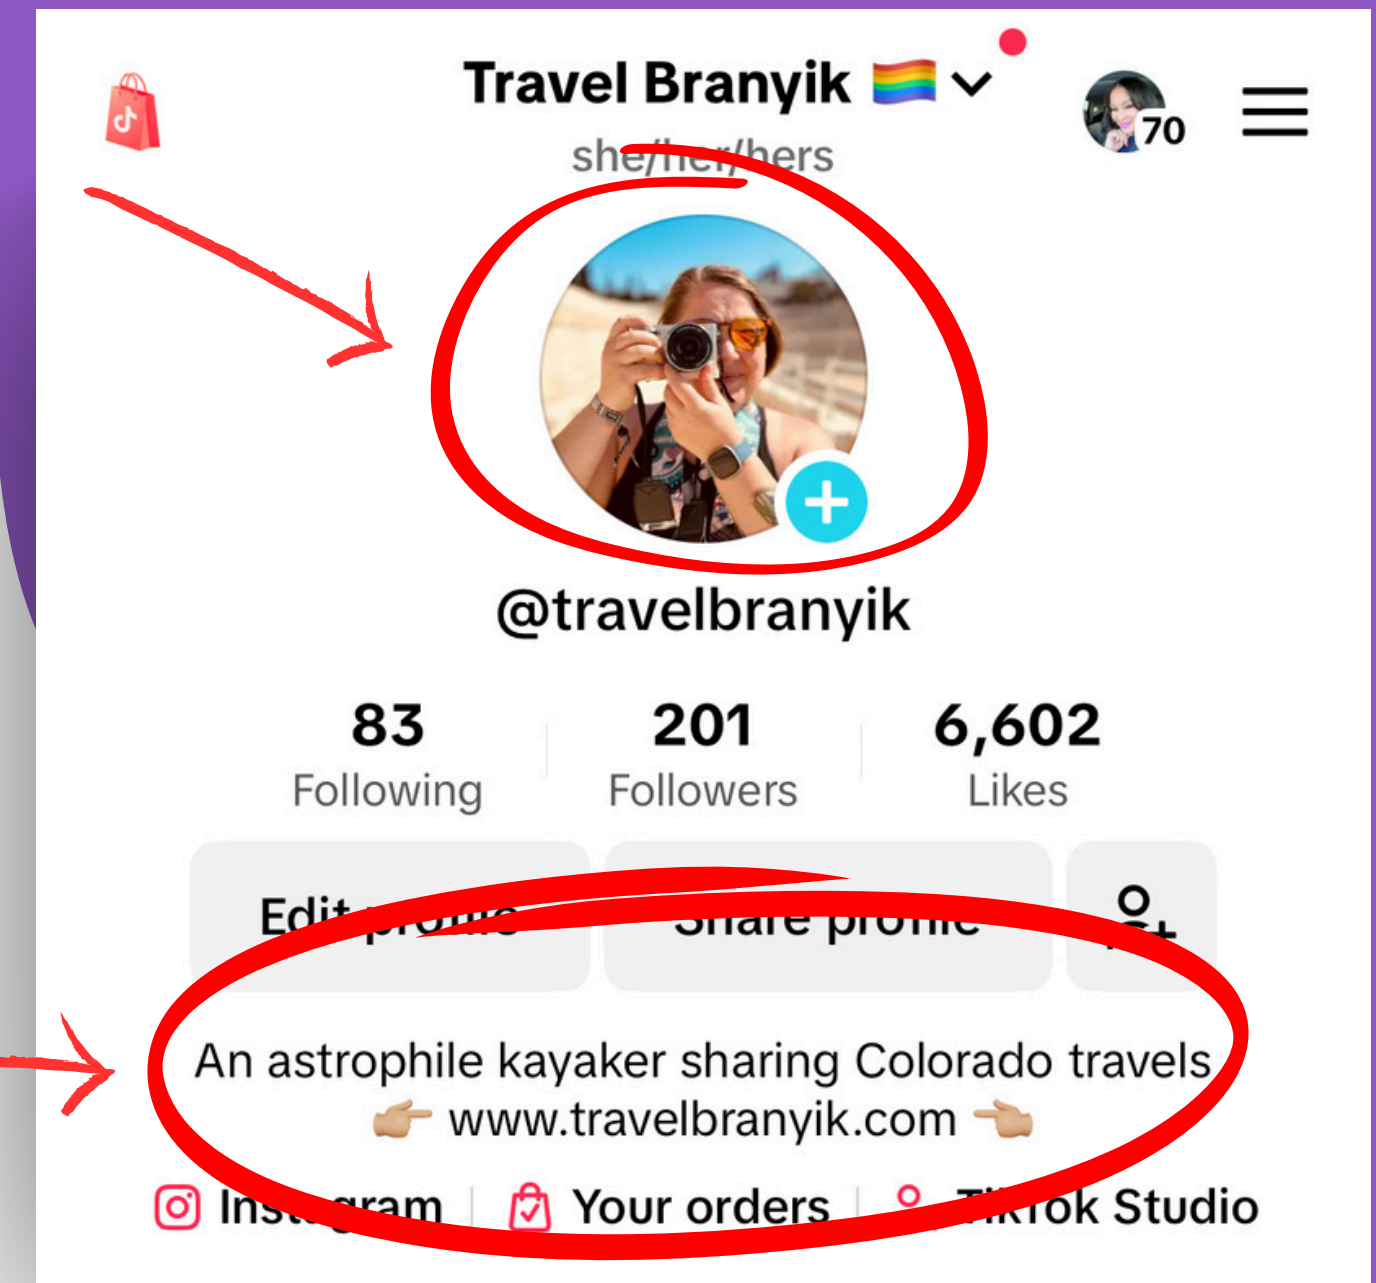 Travel Branyik 🏳️‍🌈
she/her/hers
70
@travelbranyik
83 201 6,602
Following Followers Likes
Edit profile Share profile
An astrophile kayaker sharing Colorado travels
👉🏼 www.travelbranyik.com 👈🏼
Instagram Your orders TikTok Studio